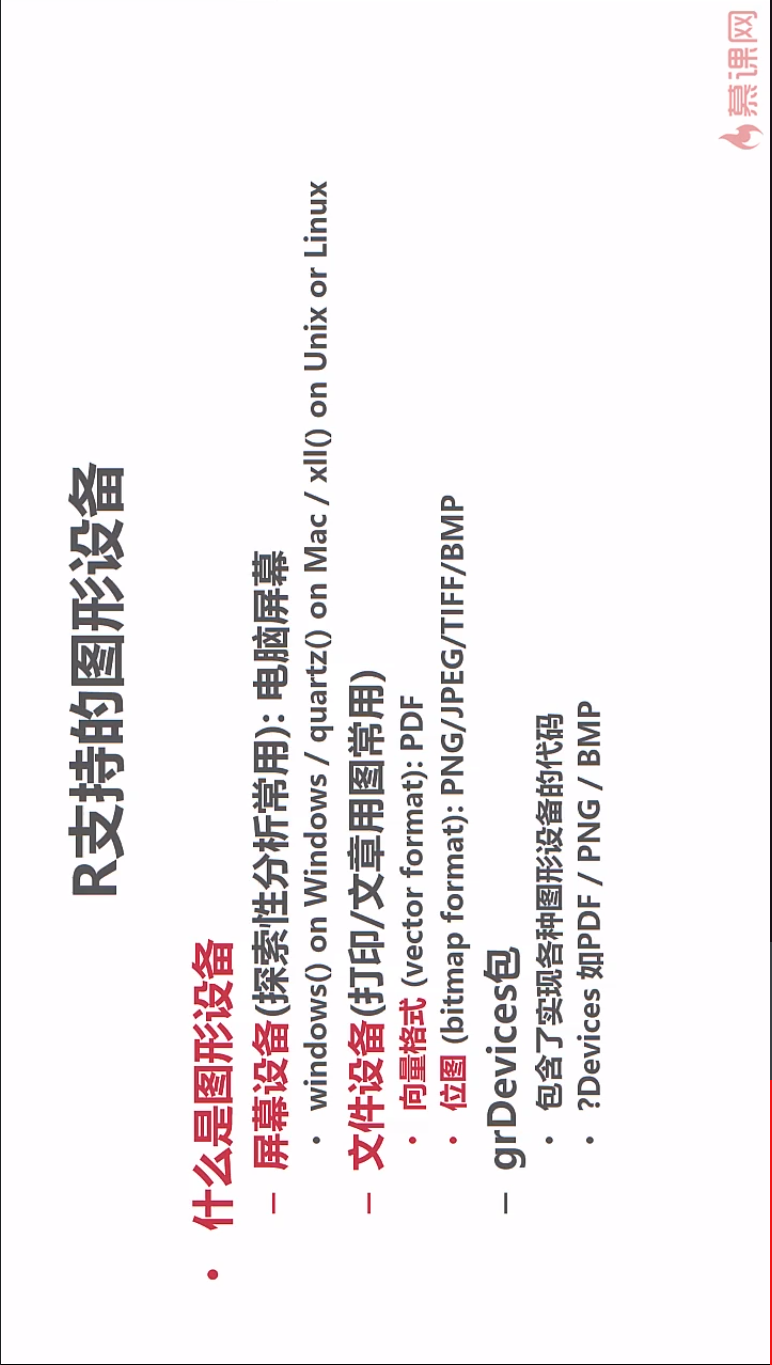 慕课网
R支持的图形设备
• 什么是图形设备
– 屏幕设备(探索性分析常用): 电脑屏幕
• windows() on Windows / quartz() on Mac / xll() on Unix or Linux
– 文件设备(打印/文章用图常用)
• 向量格式 (vector format): PDF
• 位图 (bitmap format): PNG/JPEG/TIFF/BMP
– grDevices包
• 包含了实现各种图形设备的代码
• ?Devices 如PDF / PNG / BMP